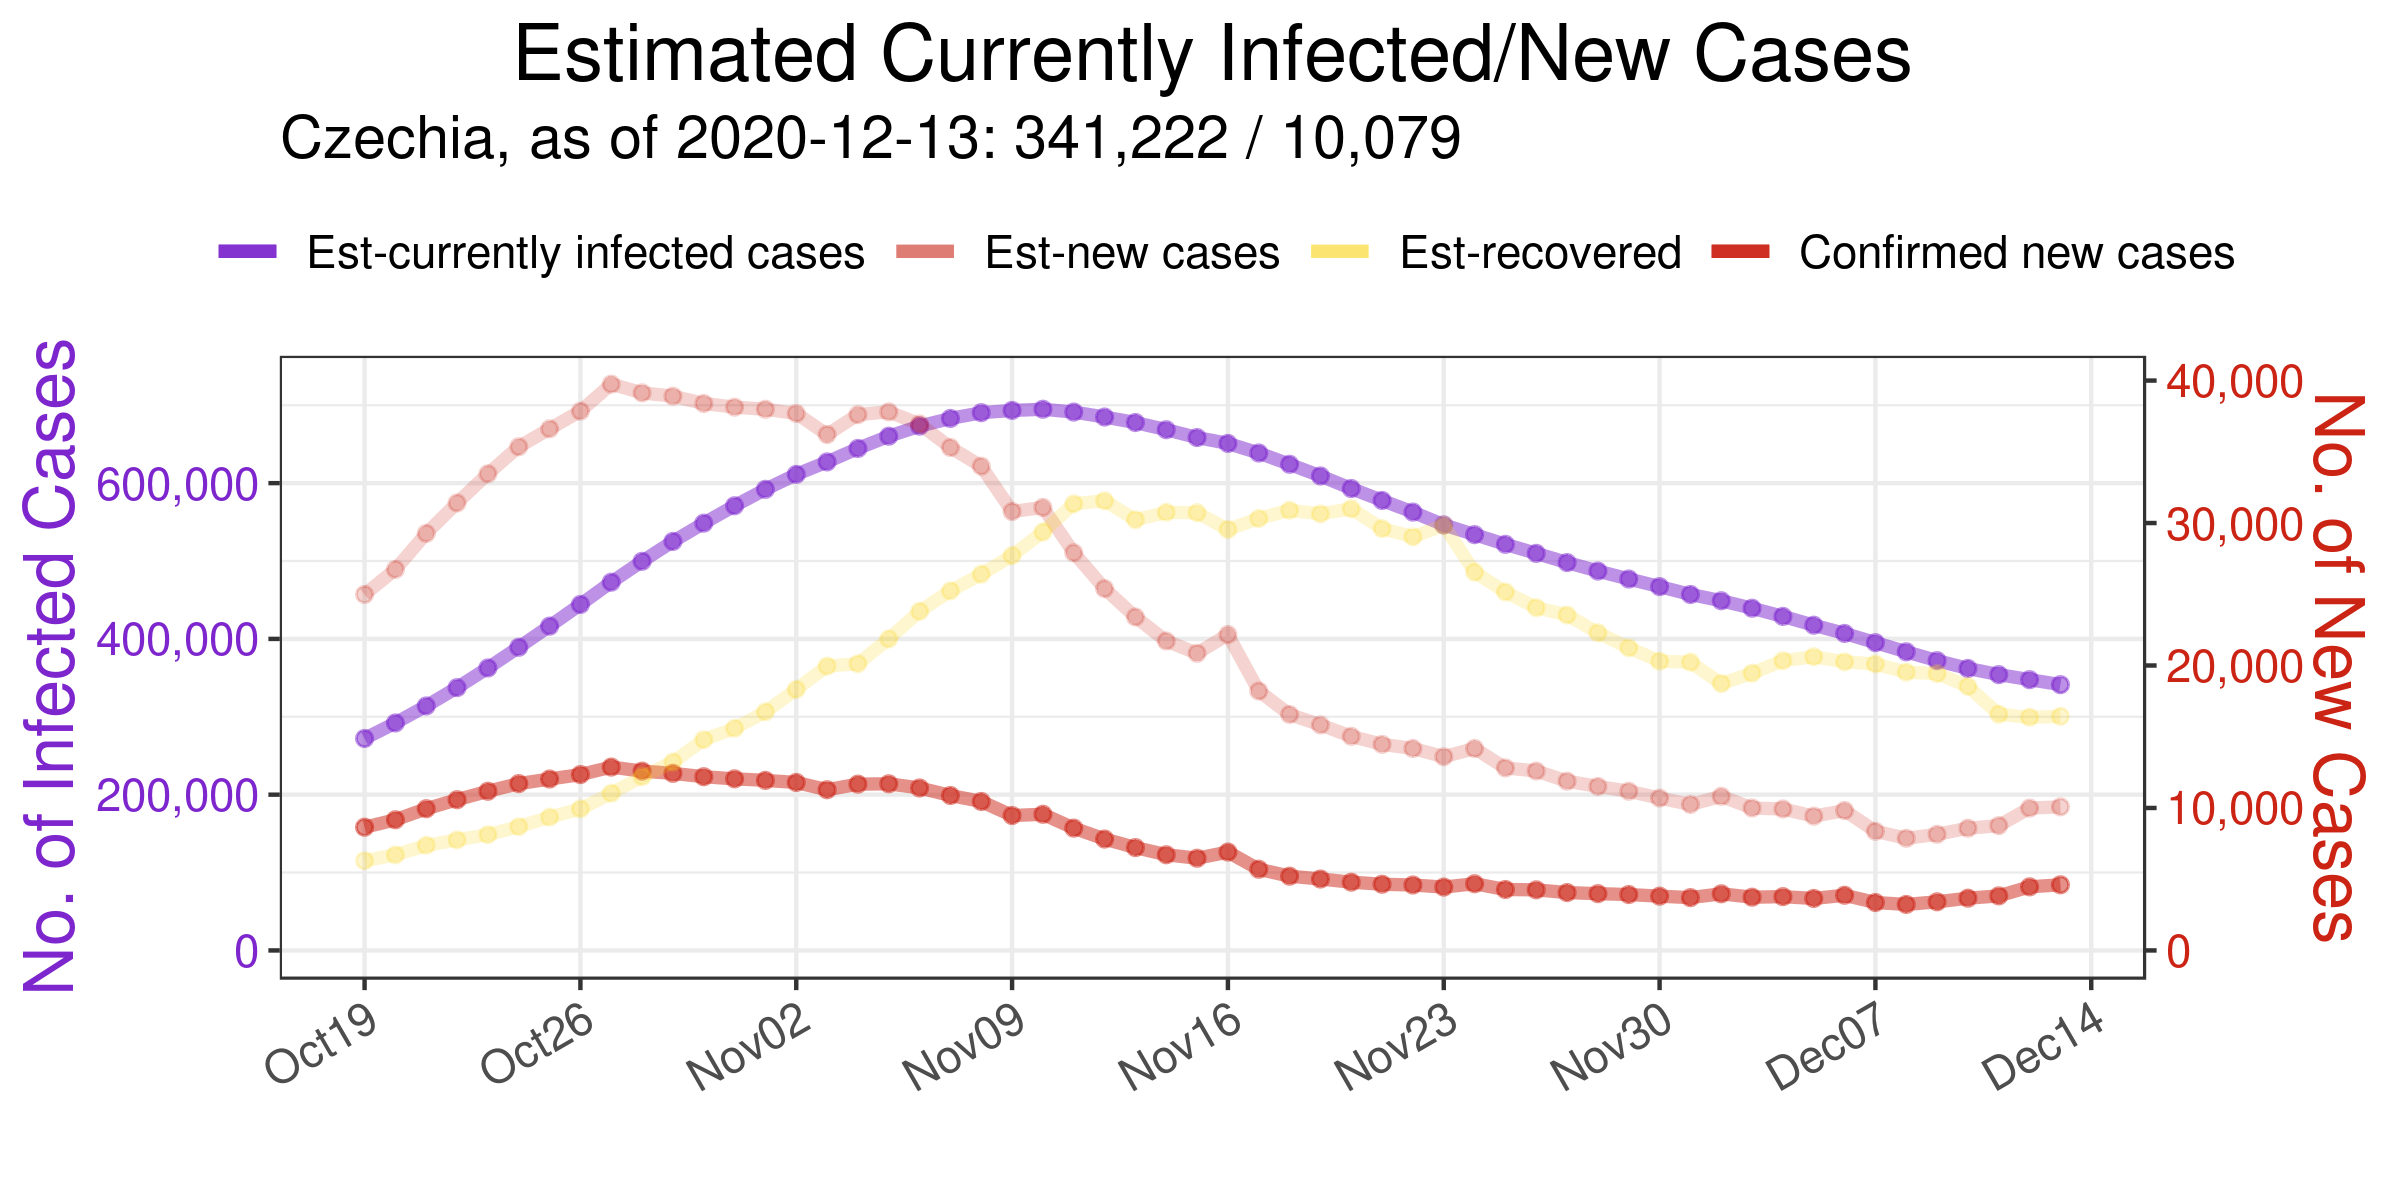 Estimated Currently Infected/New Cases
Czechia, as of 2020-12-13: 341,222 / 10,079
Est-currently infected cases Est-new cases Est-recovered Confirmed new cases
No. of Infected Cases
600,000
400,000
200,000
0
40,000
30,000
20,000
10,000
0
No. of New Cases
Oct19 Oct26 Nov02 Nov09 Nov16 Nov23 Nov30 Dec07 Dec14